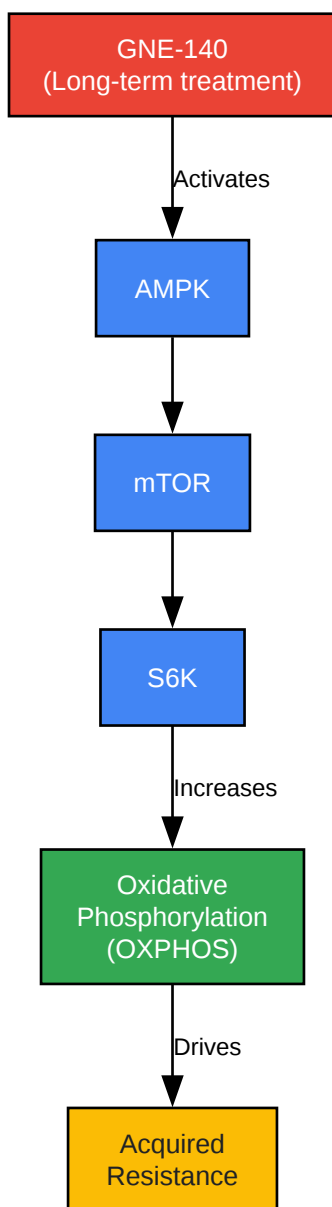 GNE-140
(Long-term treatment)
Activates
AMPK
mTOR
S6K
Increases
Oxidative
Phosphorylation
(OXPHOS)
Drives
Acquired
Resistance